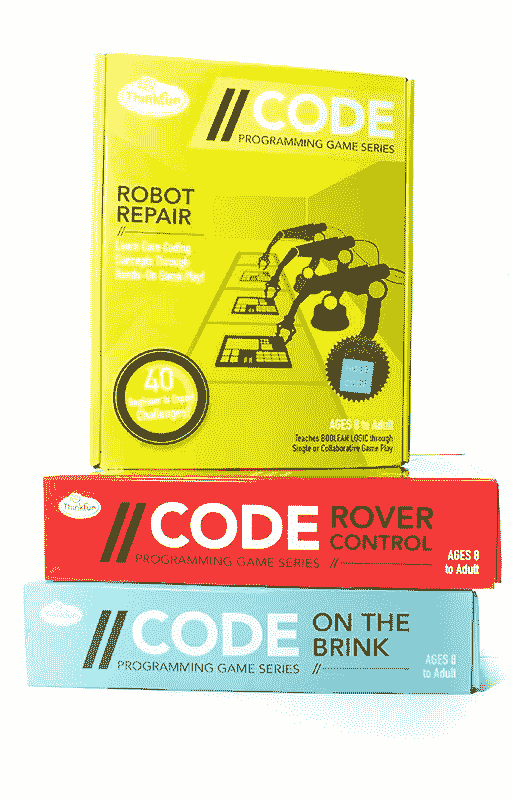 ThinkFun
//CODE
PROGRAMMING GAME SERIES
ROBOT
REPAIR
//
Learn Core Coding
Concepts Through
Hands-On Game Play!
40
Beginner to Expert
Challenges!
AGES 8 to Adult
Teaches BOOLEAN LOGIC through
Single or Collaborative Game Play
ThinkFun
//CODE
PROGRAMMING GAME SERIES
ROVER
CONTROL
//
AGES 8
to Adult
//CODE
PROGRAMMING GAME SERIES
ON THE
BRINK
//
AGES 8
to Adult